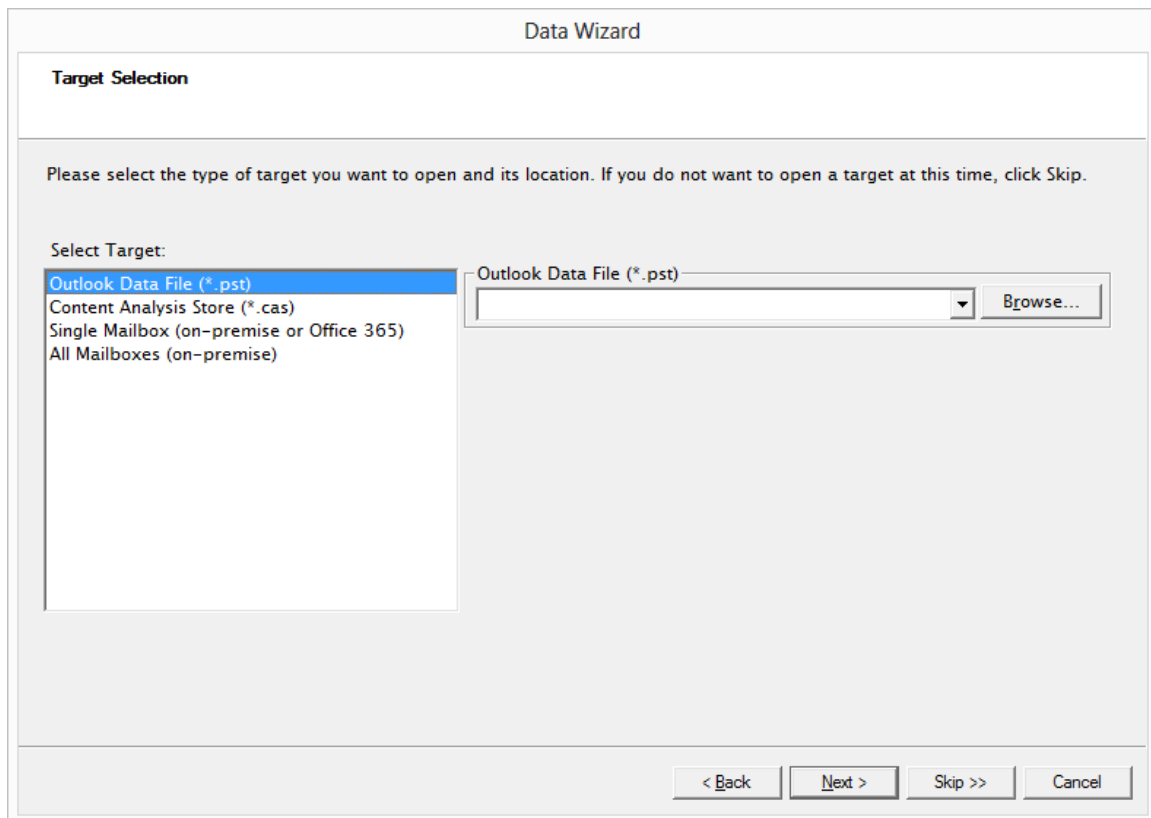 Data Wizard
Target Selection
Please select the type of target you want to open and its location. If you do not want to open a target at this time, click Skip.
Select Target:
Outlook Data File (*.pst)
Content Analysis Store (*.cas)
Single Mailbox (on-premise or Office 365)
All Mailboxes (on-premise)
Outlook Data File (*.pst)
Browse...
< Back
Next >
Skip >>
Cancel